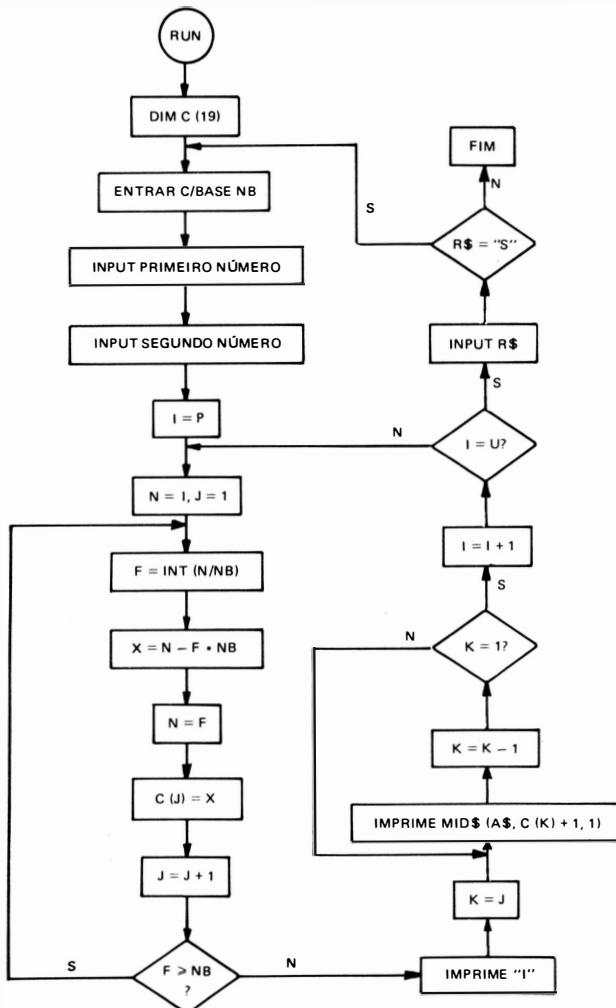 RUN
DIM C (19)
ENTRAR C/BASE NB
INPUT PRIMEIRO NÚMERO
INPUT SEGUNDO NÚMERO
I = P
N = I, J = 1
F = INT (N/NB)
X = N – F • NB
N = F
C (J) = X
J = J + 1
F ⩾ NB
?
S
N
IMPRIME "I"
K = J
IMPRIME MID$ (A$, C (K) + 1, 1)
K = K – 1
K = 1?
N
S
I = I + 1
I = U?
N
S
INPUT R$
R$ = "S"
S
N
FIM